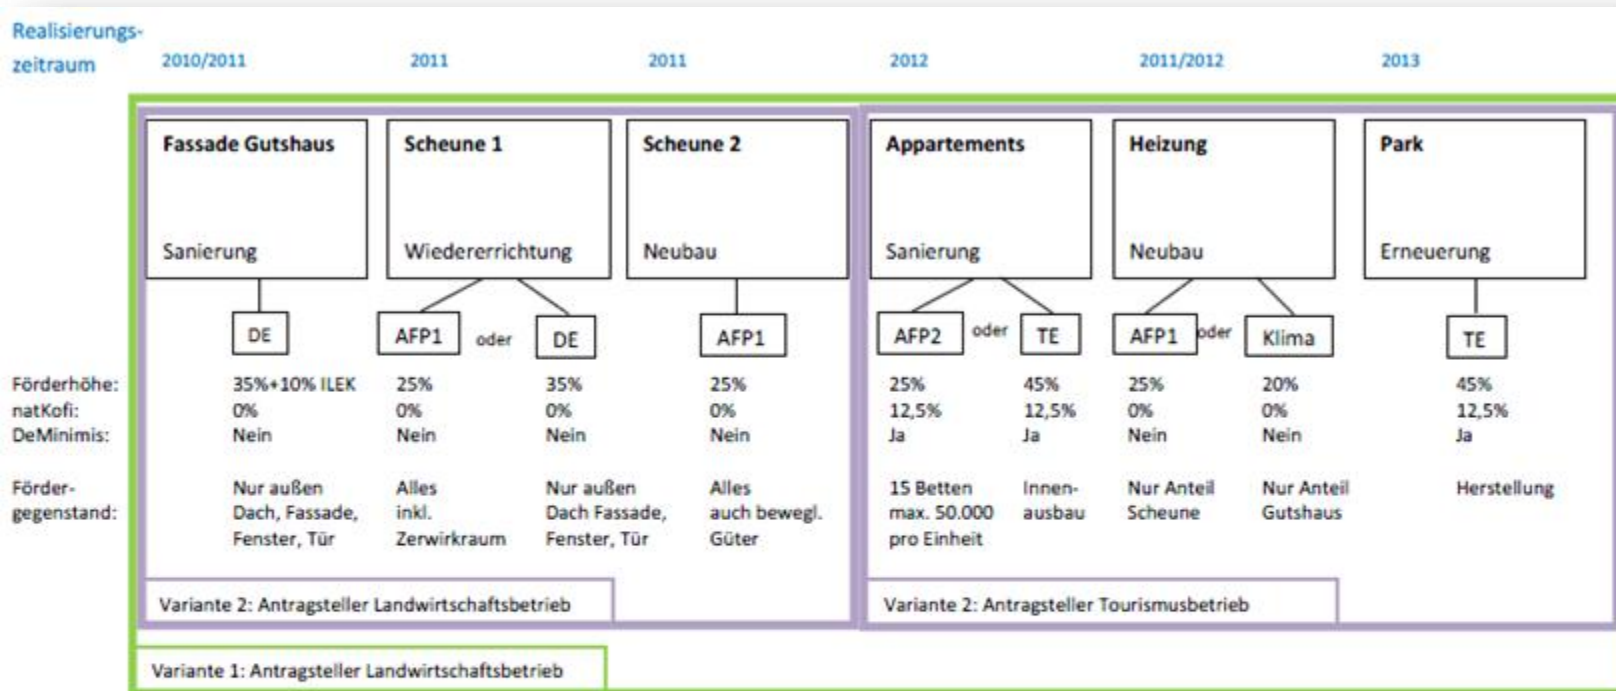 Realisierungs-
zeitraum 2010/2011 2011 2011 2012 2011/2012 2013
Fassade Gutshaus Scheune 1 Scheune 2 Appartements Heizung Park
Sanierung Wiedererrichtung Neubau Sanierung Neubau Erneuerung
DE AFP1 oder DE AFP1 AFP2 oder TE AFP1 oder Klima TE
Förderhöhe: 35%+10% ILEK 25% 35% 25% 25% 45% 25% 20% 45%
natKofi: 0% 0% 0% 0% 12,5% 12,5% 0% 0% 12,5%
DeMinimis: Nein Nein Nein Nein Ja Ja Nein Nein Ja
Förder- Nur außen Alles Nur außen Alles 15 Betten Innen- Nur Anteil Nur Anteil Herstellung
gegenstand: Dach, Fassade, inkl. Dach Fassade, auch bewegl. max. 50.000 ausbau Scheune Gutshaus
Fenster, Tür Zerwirkraum Fenster, Tür Güter pro Einheit
Variante 2: Antragsteller Landwirtschaftsbetrieb Variante 2: Antragsteller Tourismusbetrieb
Variante 1: Antragsteller Landwirtschaftsbetrieb